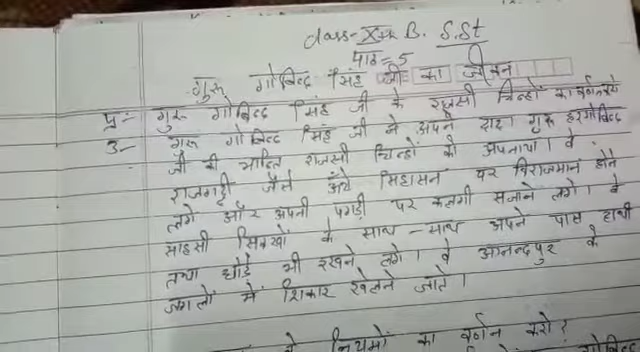 class - Xth B. S.St
पाठ = 5
गुरू गोबिन्द सिंह जी का जीवन
प्र:- गुरू गोबिन्द सिंह जी के राजसी चिन्हों का वर्णन करो
उ- गुरू गोबिन्द सिंह जी ने अपने दादा गुरू हरगोबिन्द
जी की भांति राजसी चिन्हों को अपनाया। वे
राजगद्दी जैसे ऊंचे सिंहासन पर विराजमान होने
लगे और अपनी पगड़ी पर कलगी सजाने लगे। वे
साहसी सिक्खों के साथ - साथ अपने पास हाथी
तथा घोड़े भी रखने लगे। वे आनन्दपुर के
जंगलों में शिकार खेलने जाते।
के नियमों का वर्णन करो?
गोबिन्द